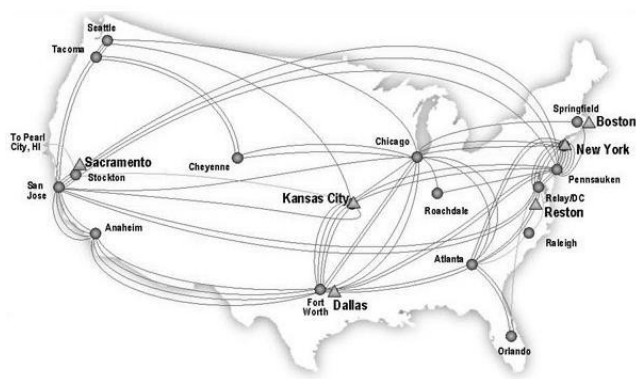 Seattle
Tacoma
Springfield
Boston
To Pearl
City, HI
Sacramento
Stockton
Chicago
New York
Cheyenne
Pennsauken
San
Jose
Kansas City
Roachdale
Relay/DC
Reston
Anaheim
Raleigh
Atlanta
Fort
Worth
Dallas
Orlando